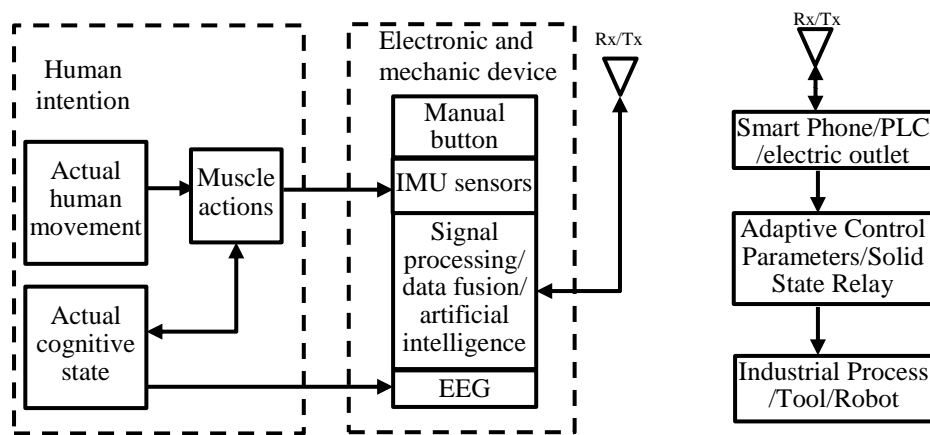 Human
intention
Actual
human
movement
Muscle
actions
Actual
cognitive
state
Electronic and
mechanic device
Manual
button
IMU sensors
Signal
processing/
data fusion/
artificial
intelligence
EEG
Rx/Tx
Rx/Tx
Smart Phone/PLC
/electric outlet
Adaptive Control
Parameters/Solid
State Relay
Industrial Process
/Tool/Robot